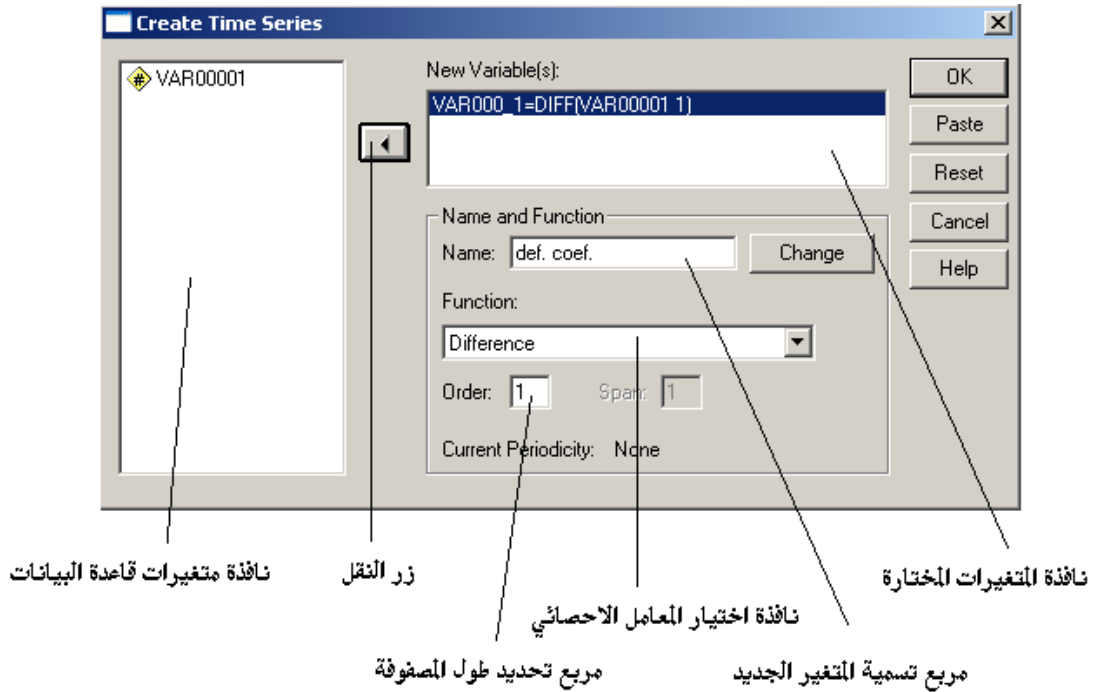 Create Time Series
VAR00001
New Variable(s):
VAR000_1=DIFF(VAR00001 1)
OK
Paste
Reset
Cancel
Help
Name and Function
Name: def. coef. Change
Function:
Difference
Order: 1 Span: 1
Current Periodicity: None
نافذة المتغيرات المختارة
زر النقل
نافذة متغيرات قاعدة البيانات
نافذة اختيار المعامل الاحصائي
مربع تسمية المتغير الجديد
مربع تحديد طول المصفوفة